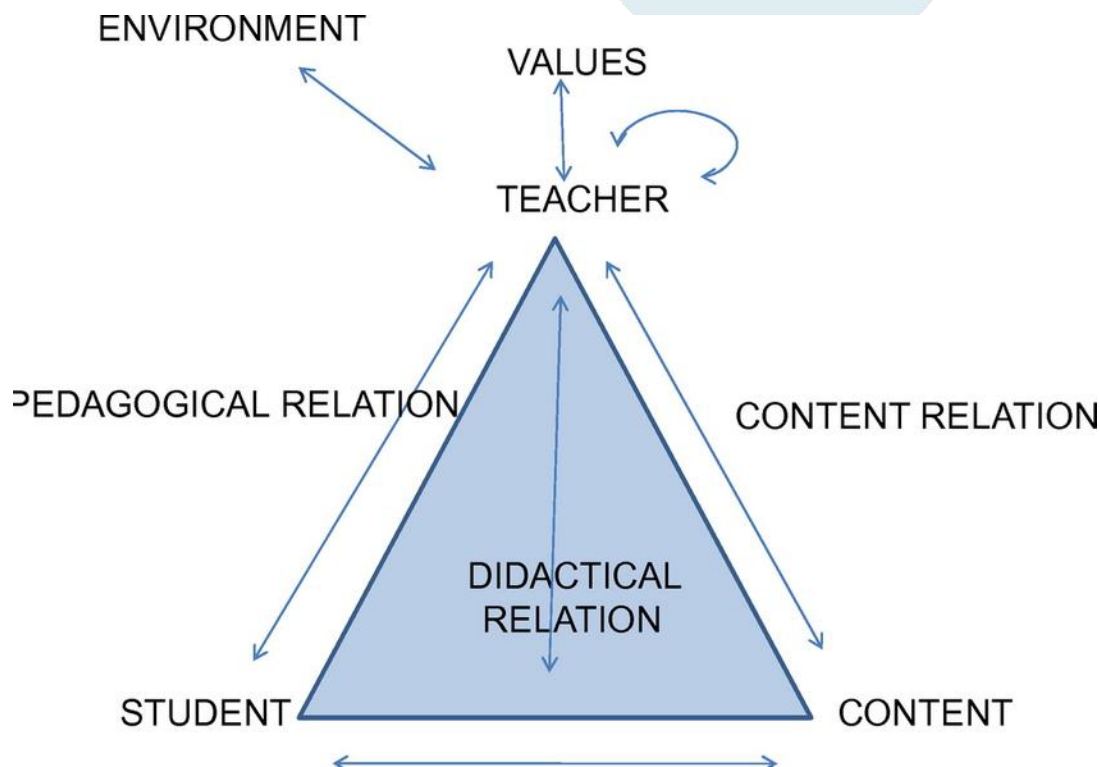 ENVIRONMENT
VALUES
TEACHER
PEDAGOGICAL RELATION
CONTENT RELATION
DIDACTICAL
RELATION
STUDENT
CONTENT